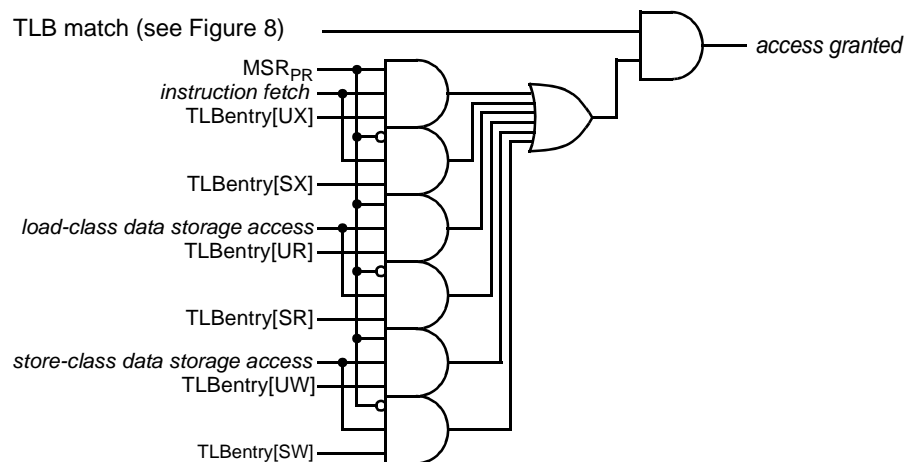 TLB match (see Figure 8)
access granted
MSRPR
instruction fetch
TLBentry[UX]
TLBentry[SX]
load-class data storage access
TLBentry[UR]
TLBentry[SR]
store-class data storage access
TLBentry[UW]
TLBentry[SW]